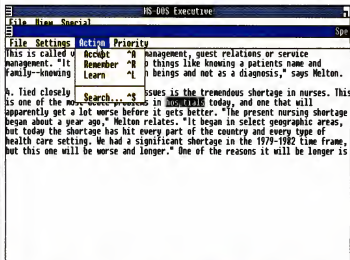 MS-DOS Executive
File View Special
Spe
File Settings Action Priority
This is called v management, guest relations or service
Accept ^A
management. "It o things like knowing a patients name and
Remember ^R
family--knowing n beings and not as a diagnosis," says Melton.
Learn ^L
A. Tied closely ssues is the tremendous shortage in nurses. This
Search... ^S
is one of the most acute problems in hospitals today, and one that will
apparently get a lot worse before it gets better. "The present nursing shortage
began about a year ago," Melton relates. "It began in select geographic areas,
but today the shortage has hit every part of the country and every type of
health care setting. We had a significant shortage in the 1979-1982 time frame,
but this one will be worse and longer." One of the reasons it will be longer is